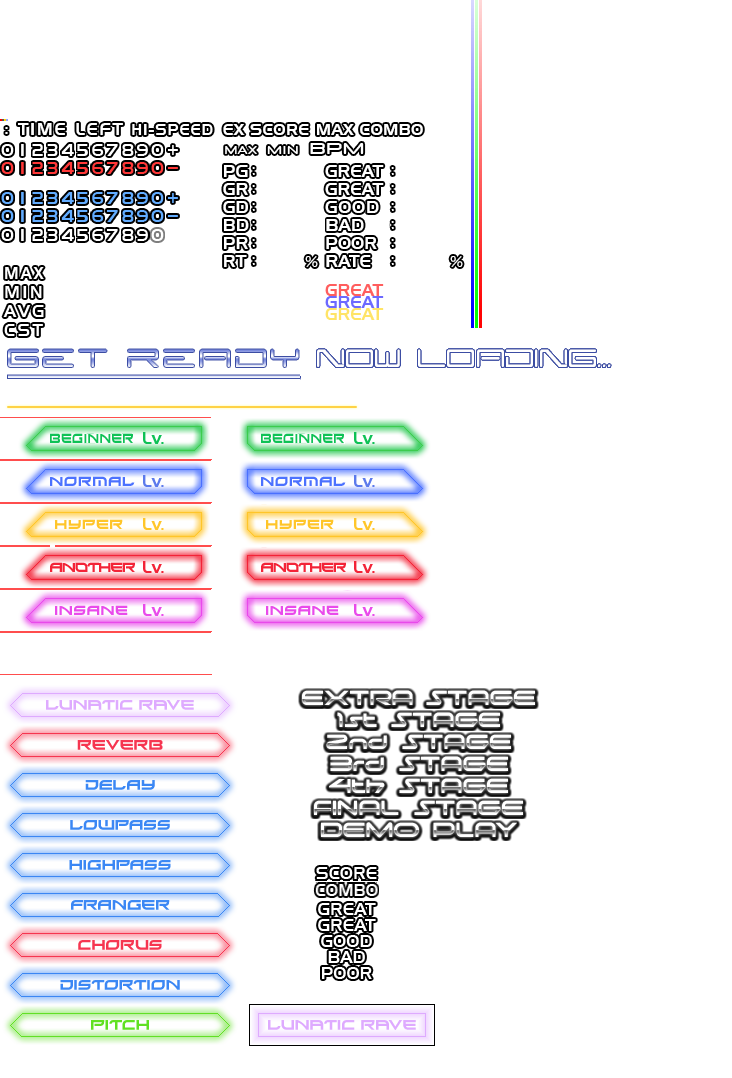 : TIME LEFT HI-SPEED EX SCORE MAX COMBO
01234567890+ MAX MIN BPM
01234567890-
PG: GREAT :
GR: GREAT :
01234567890+ GD: GOOD :
01234567890- BD: BAD :
01234567890 PR: POOR :
RT: % RATE : %
MAX
MIN GREAT
GREAT
AVG GREAT
CST
GET READY NOW LOADING...
BEGINNER Lv. BEGINNER Lv.
NORMAL Lv. NORMAL Lv.
HYPER Lv. HYPER Lv.
ANOTHER Lv. ANOTHER Lv.
INSANE Lv. INSANE Lv.
LUNATIC RAVE EXTRA STAGE
1st STAGE
REVERB 2nd STAGE
3rd STAGE
DELAY 4th STAGE
FINAL STAGE
LOWPASS DEMO PLAY
HIGHPASS SCORE
COMBO
FRANGER GREAT
GREAT
CHORUS GOOD
BAD
DISTORTION POOR
PITCH LUNATIC RAVE